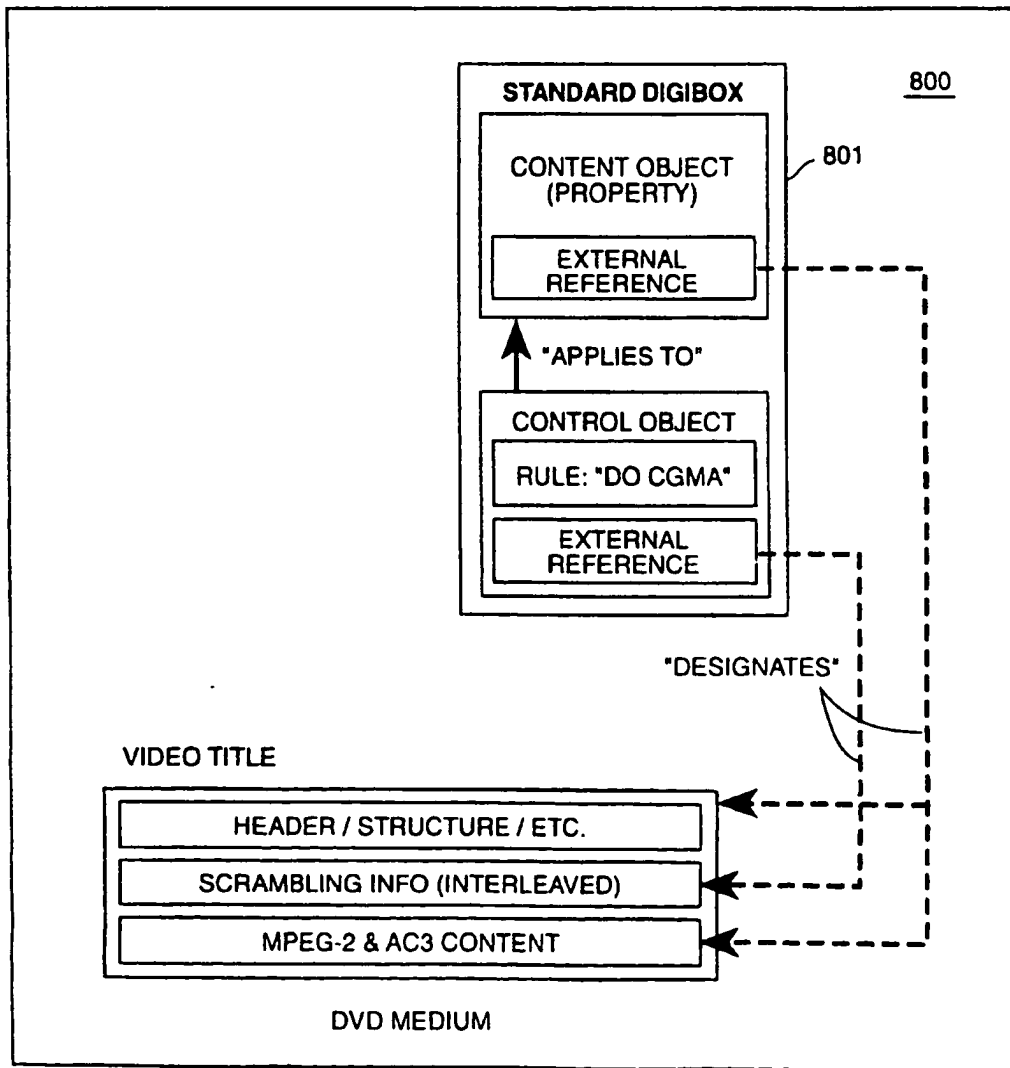 800
STANDARD DIGIBOX
801
CONTENT OBJECT
(PROPERTY)
EXTERNAL
REFERENCE
"APPLIES TO"
CONTROL OBJECT
RULE: "DO CGMA"
EXTERNAL
REFERENCE
"DESIGNATES"
VIDEO TITLE
HEADER / STRUCTURE / ETC.
SCRAMBLING INFO (INTERLEAVED)
MPEG-2 & AC3 CONTENT
DVD MEDIUM